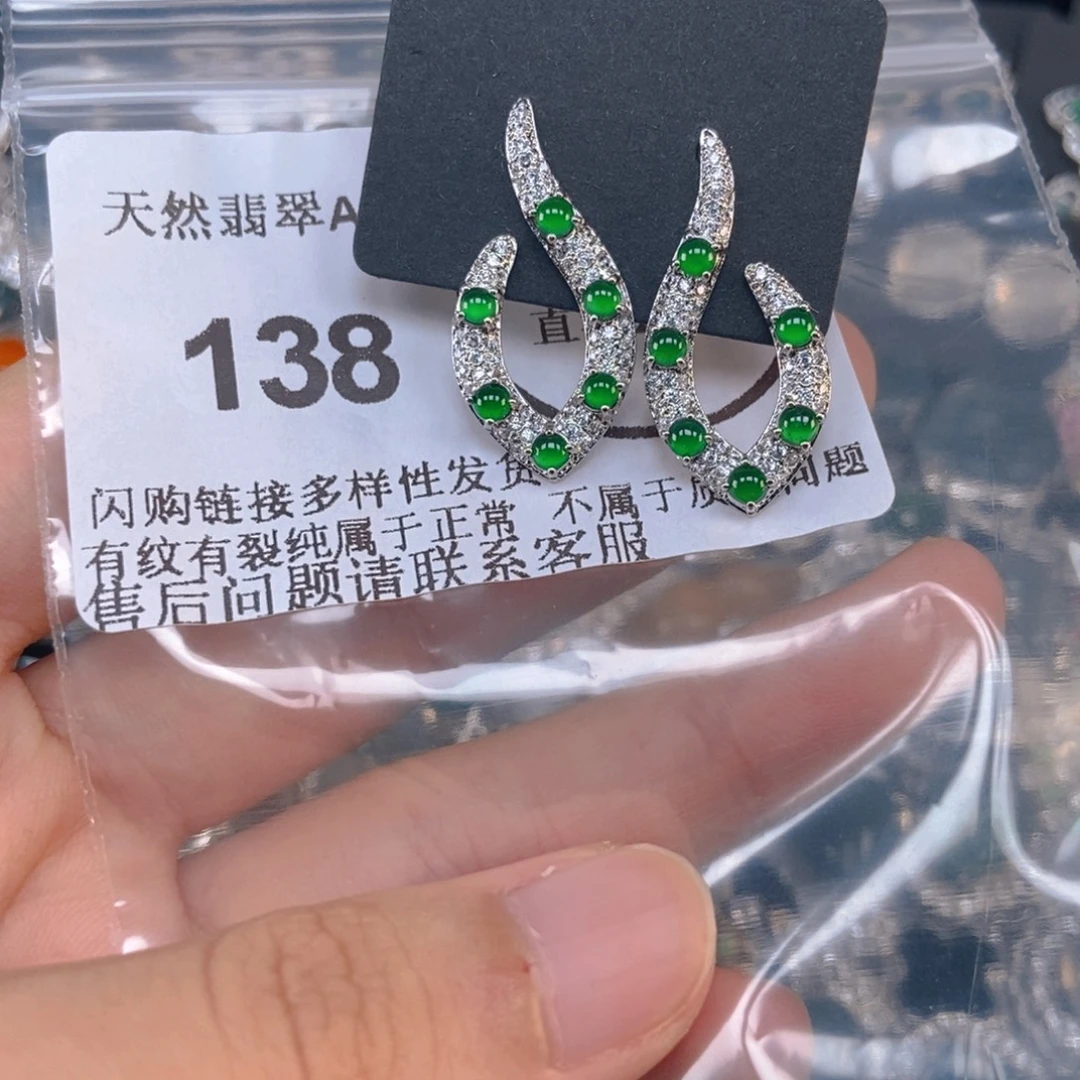 天然翡翠A
138
直
闪购链接多样性发货
有纹有裂纯属于正常 不属于质 问题
售后问题请联系客服